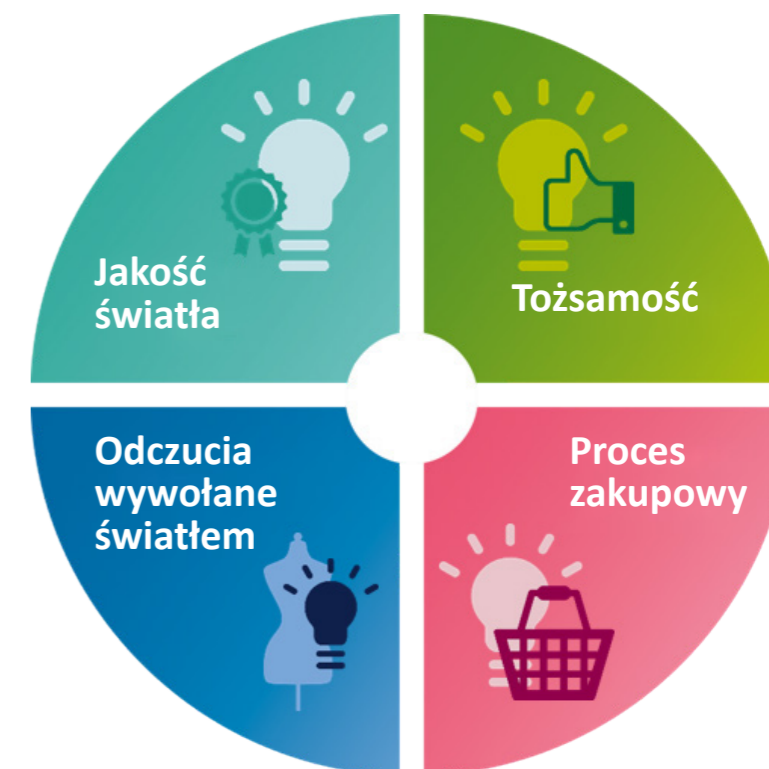 Jakość
światła
Tożsamość
Odczucia
wywołane
światłem
Proces
zakupowy